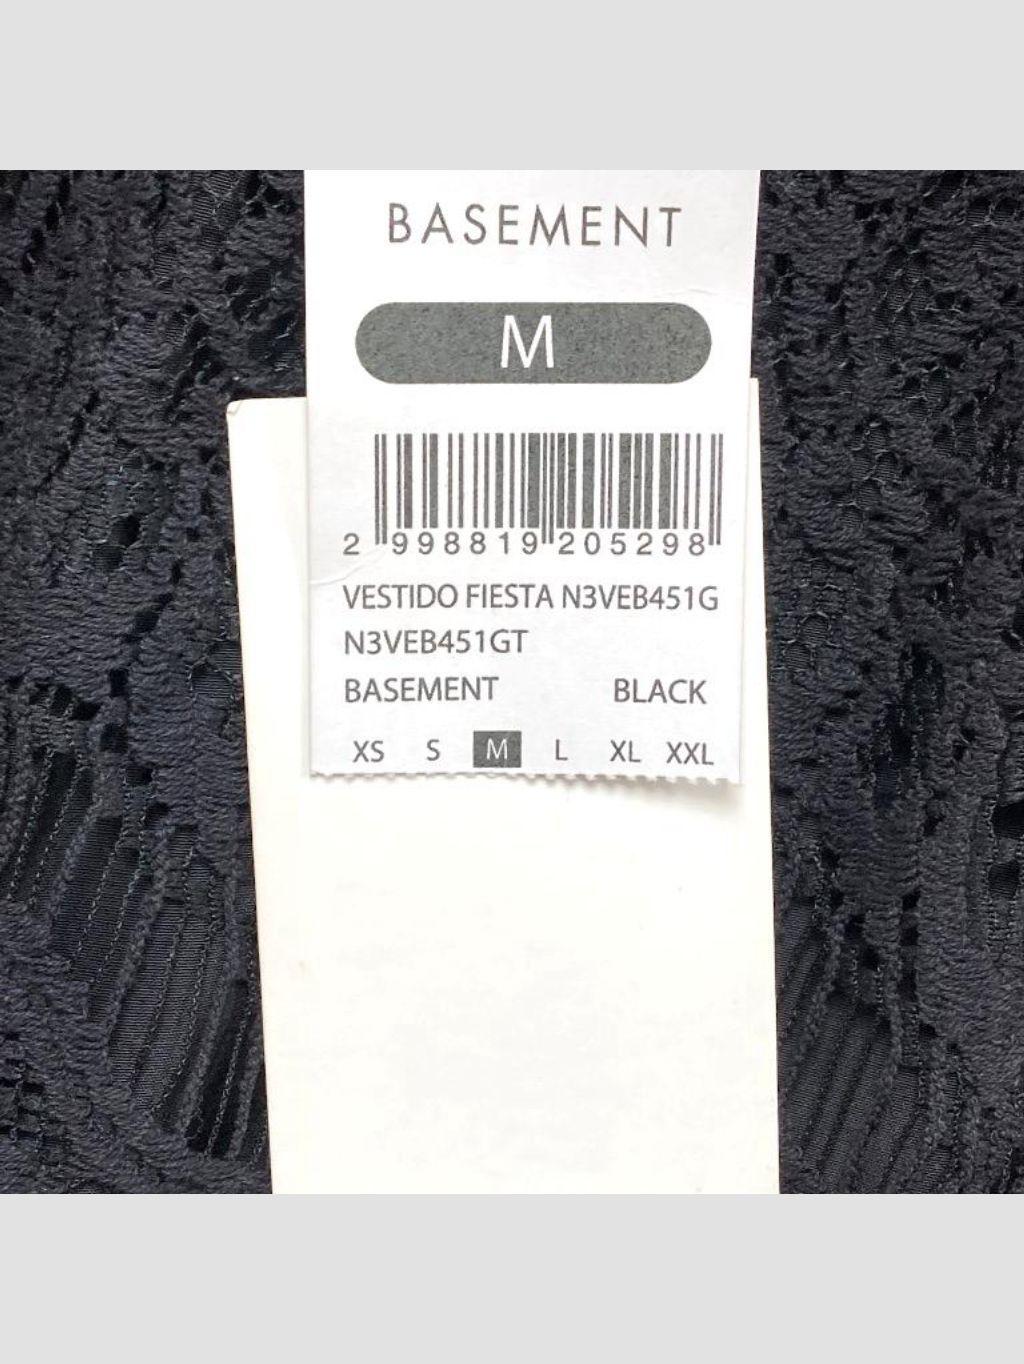 BASEMENT
M
2 998819 205298
VESTIDO FIESTA N3VEB451G
N3VEB451GT
BASEMENT BLACK
XS S M L XL XXL